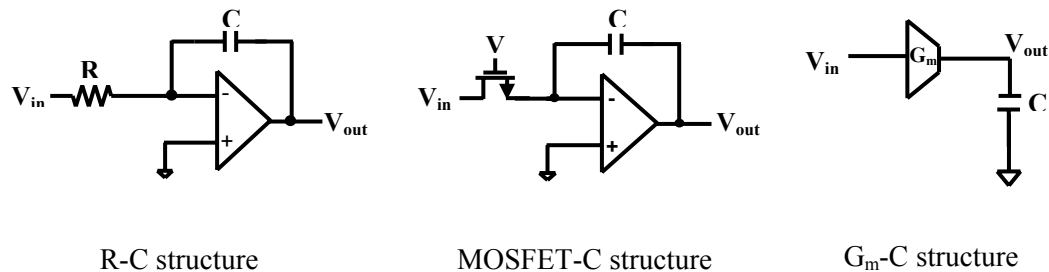 C
R
V_in
-
+
V_out
R-C structure
C
V
V_in
-
+
V_out
MOSFET-C structure
V_in
G_m
V_out
C
G_m-C structure